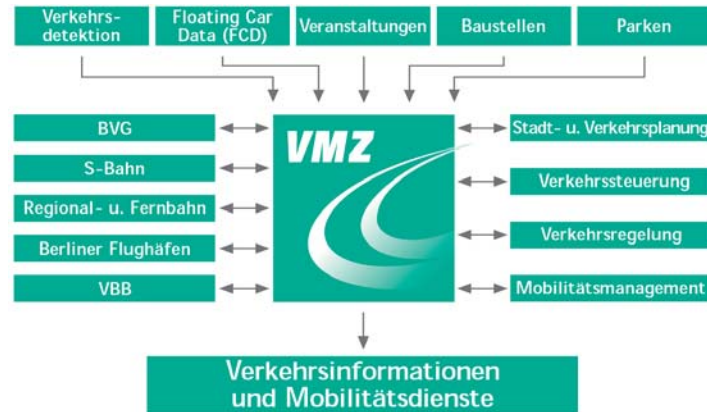 Verkehrs-
detektion
Floating Car
Data (FCD)
Veranstaltungen
Baustellen
Parken
BVG
S-Bahn
Regional- u. Fernbahn
Berliner Flughäfen
VBB
VMZ
Stadt- u. Verkehrsplanung
Verkehrssteuerung
Verkehrsregelung
Mobilitätsmanagement
Verkehrsinformationen
und Mobilitätsdienste